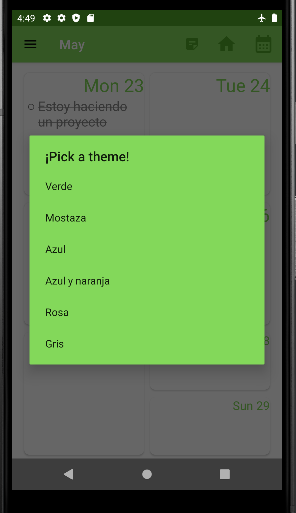 4:49
May
Mon 23
Tue 24
Estoy haciendo
un proyecto
¡Pick a theme!
Verde
Mostaza
Azul
Azul y naranja
Rosa
Gris
Sun 29